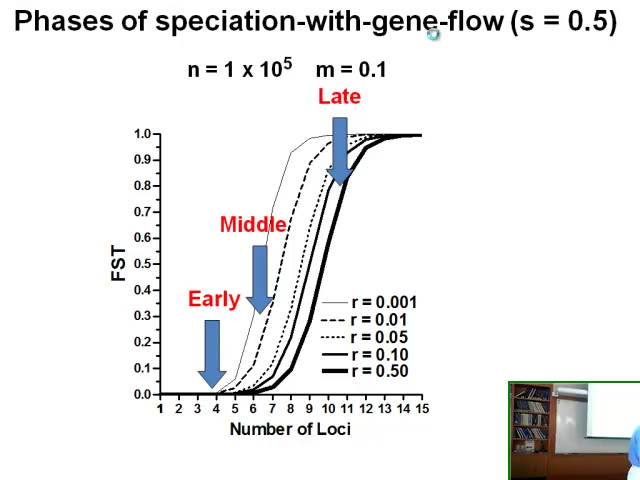 Phases of speciation-with-gene-flow (s = 0.5)
n = 1 x 10⁵ m = 0.1
Late
Middle
Early
FST
1.0
0.9
0.8
0.7
0.6
0.5
0.4
0.3
0.2
0.1
0.0
r = 0.001
r = 0.01
r = 0.05
r = 0.10
r = 0.50
1 2 3 4 5 6 7 8 9 10 11 12 13 14 15
Number of Loci